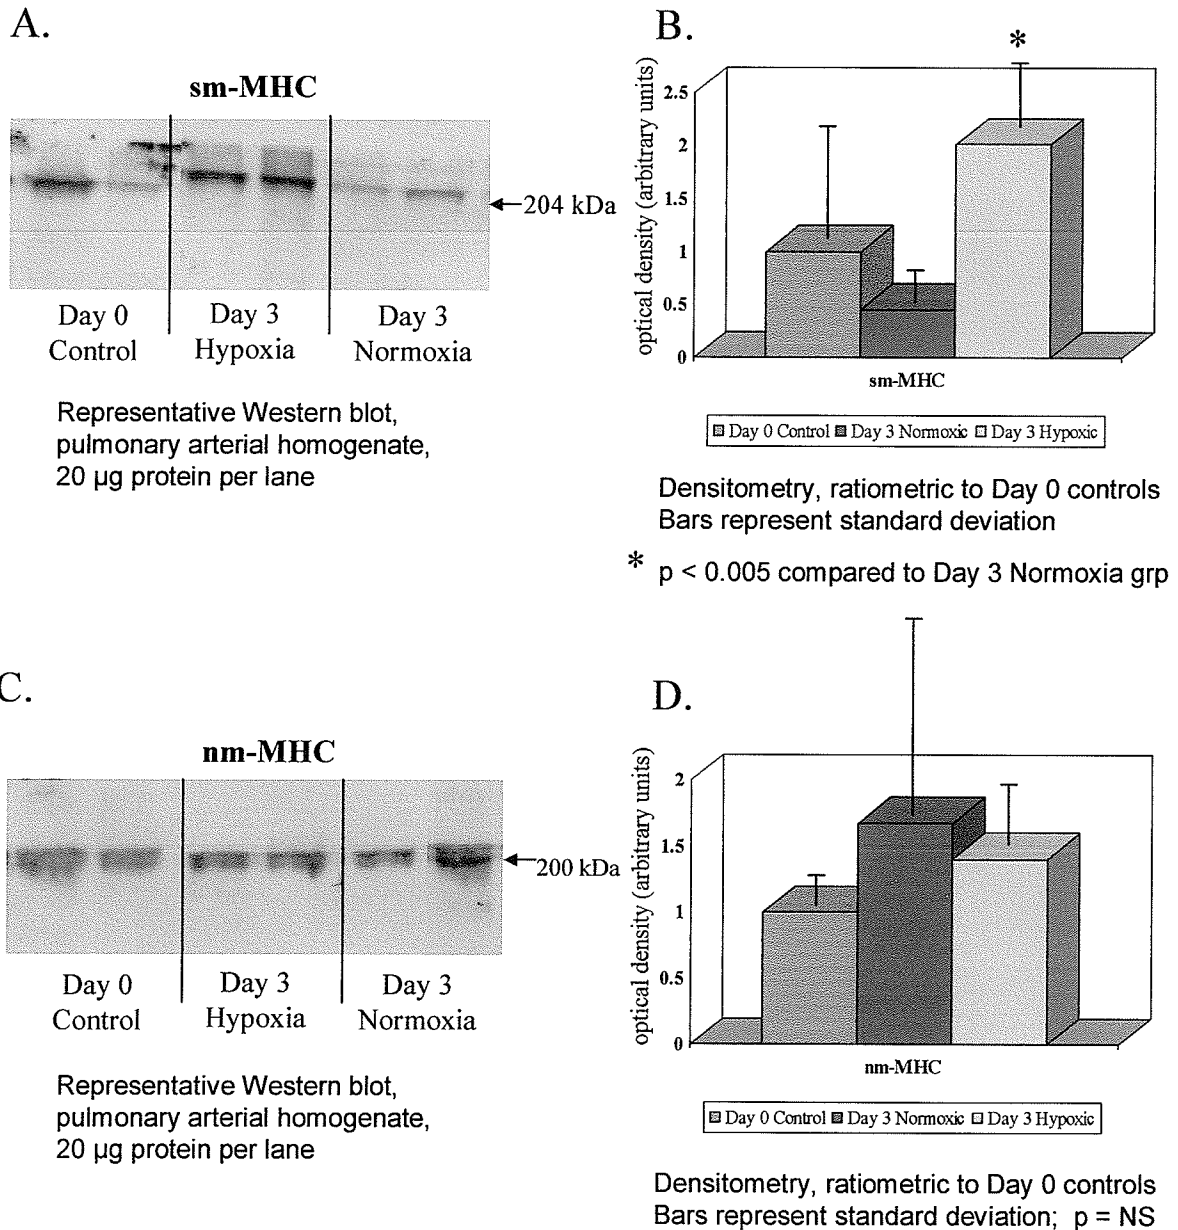 A.
sm-MHC
204 kDa
Day 0
Control
Day 3
Hypoxia
Day 3
Normoxia
Representative Western blot,
pulmonary arterial homogenate,
20 µg protein per lane
B.
*
optical density (arbitrary units)
2.5
2
1.5
1
0.5
0
sm-MHC
Day 0 Control Day 3 Normoxic Day 3 Hypoxic
Densitometry, ratiometric to Day 0 controls
Bars represent standard deviation
* p < 0.005 compared to Day 3 Normoxia grp
C.
nm-MHC
200 kDa
Day 0
Control
Day 3
Hypoxia
Day 3
Normoxia
Representative Western blot,
pulmonary arterial homogenate,
20 µg protein per lane
D.
optical density (arbitrary units)
2
1.5
1
0.5
0
nm-MHC
Day 0 Control Day 3 Normoxic Day 3 Hypoxic
Densitometry, ratiometric to Day 0 controls
Bars represent standard deviation; p = NS